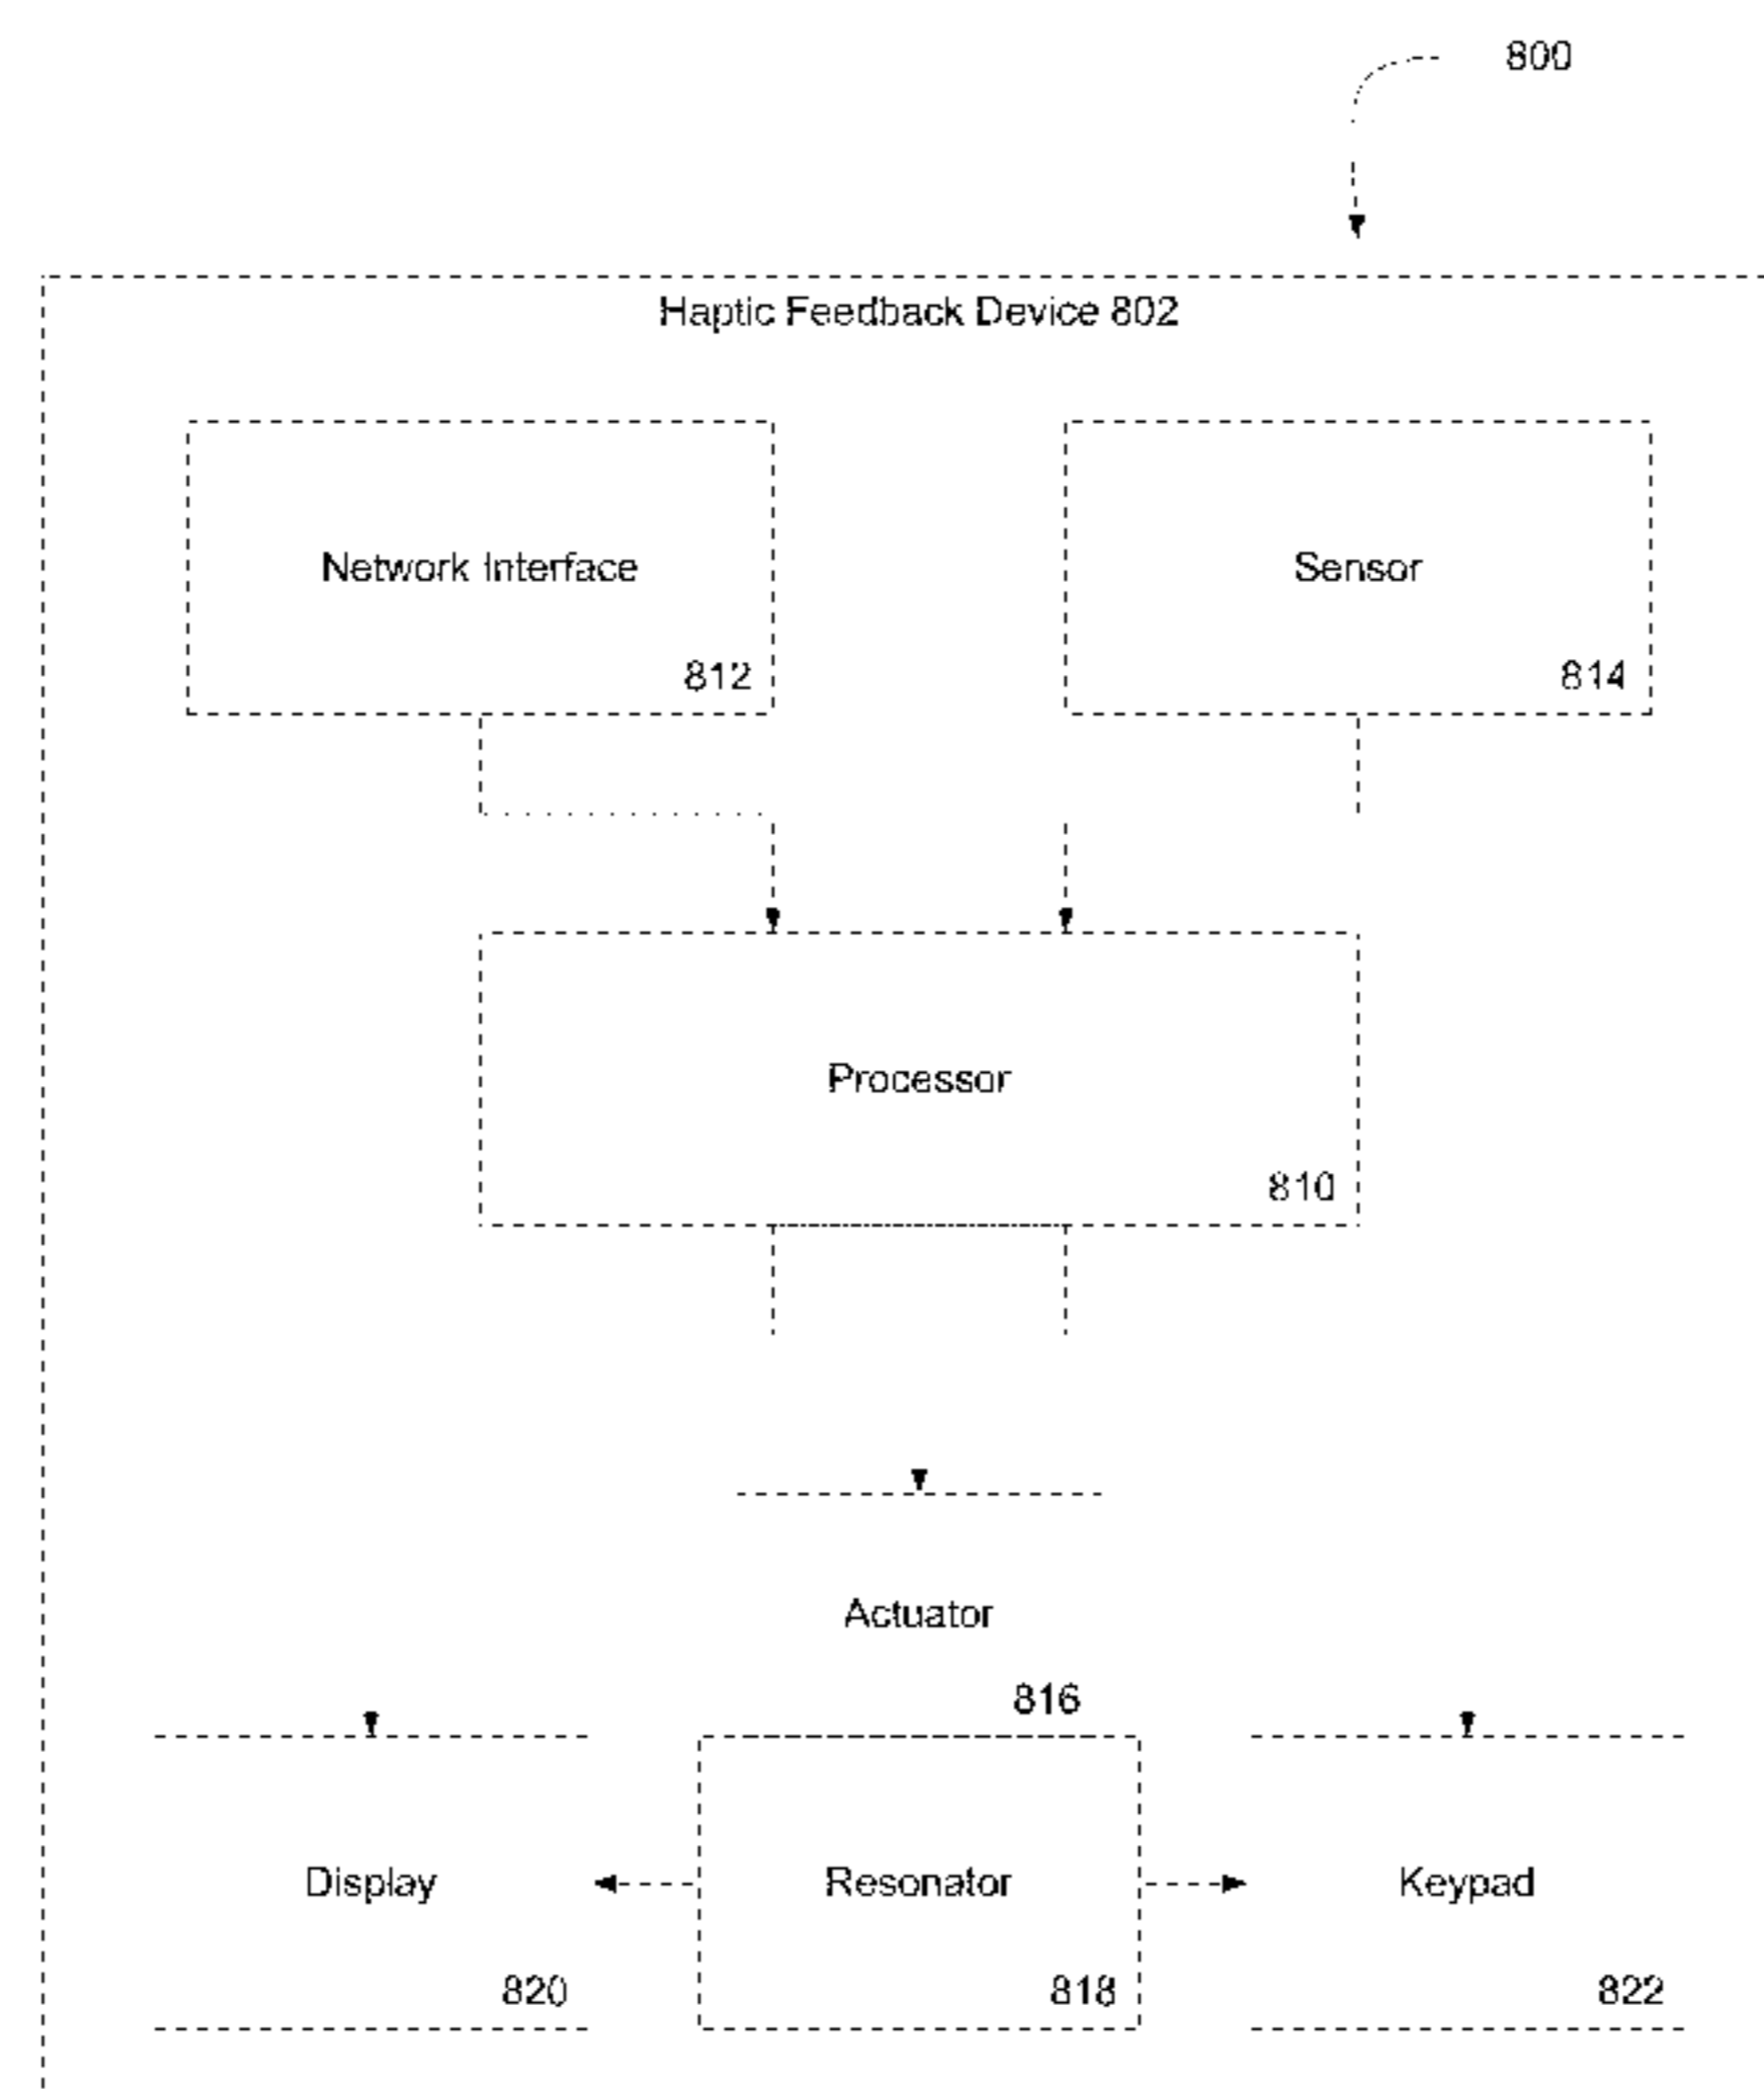 800
Haptic Feedback Device 802
Network Interface
812
Sensor
814
Processor
810
Actuator
816
Display
820
Resonator
818
Keypad
822